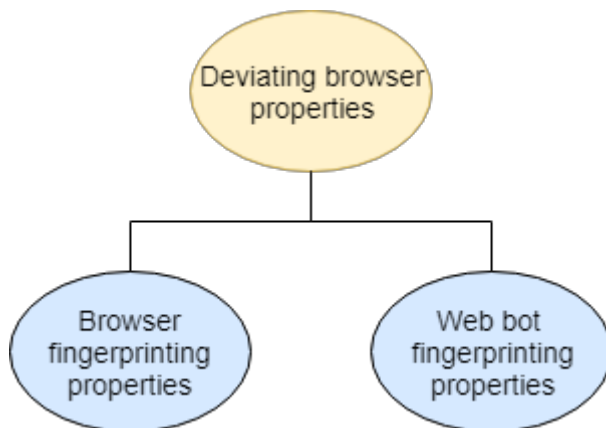 Deviating browser
properties
Browser
fingerprinting
properties
Web bot
fingerprinting
properties